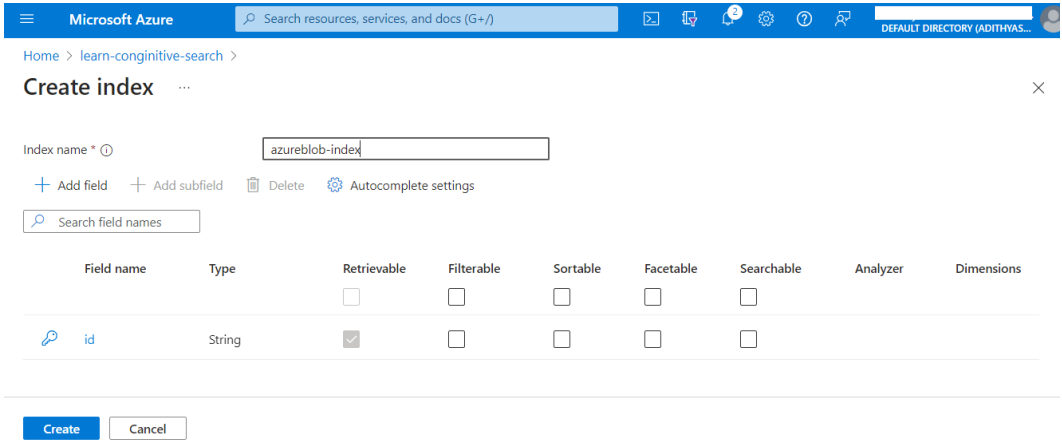 Microsoft Azure
Search resources, services, and docs (G+/)
2
DEFAULT DIRECTORY (ADITHYAS...
Home > learn-conginitive-search >
Create index ...
Index name *
azureblob-index
Add field
Add subfield
Delete
Autocomplete settings
Search field names
Field name Type Retrievable Filterable Sortable Facetable Searchable Analyzer Dimensions
id String
Create Cancel